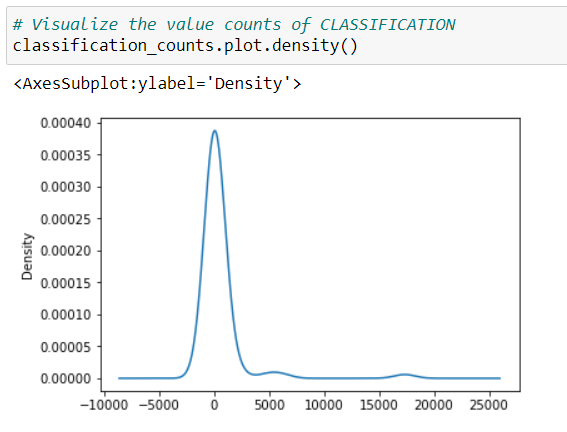 # Visualize the value counts of CLASSIFICATION
classification_counts.plot.density()
<AxesSubplot:ylabel='Density'>
0.00040
0.00035
0.00030
0.00025
0.00020
0.00015
0.00010
0.00005
0.00000
Density
−10000 −5000 0 5000 10000 15000 20000 25000